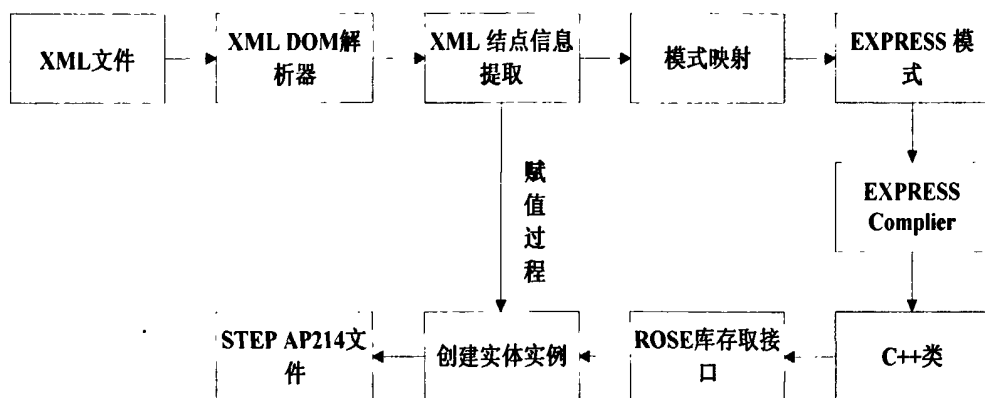 XML文件
XML DOM解
析器
XML 结点信息
提取
模式映射
EXPRESS 模
式
赋
值
过
程
EXPRESS
Complier
STEP AP214文
件
创建实体实例
ROSE库存取接
口
C++类